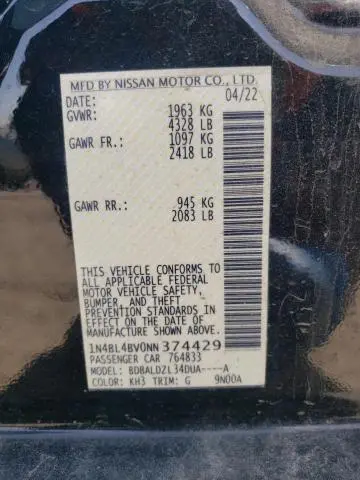 MFD BY NISSAN MOTOR CO., LTD.
DATE: 04/22
GVWR: 1963 KG
4328 LB
GAWR FR.: 1097 KG
2418 LB
GAWR RR.: 945 KG
2083 LB
THIS VEHICLE CONFORMS TO
ALL APPLICABLE FEDERAL
MOTOR VEHICLE SAFETY,
BUMPER, AND THEFT
PREVENTION STANDARDS IN
EFFECT ON THE DATE OF
MANUFACTURE SHOWN ABOVE.
1N4BL4BV0NN374429
PASSENGER CAR 764833
MODEL: BDBALDZL34DUA----A
COLOR: KH3 TRIM: G 9N00A